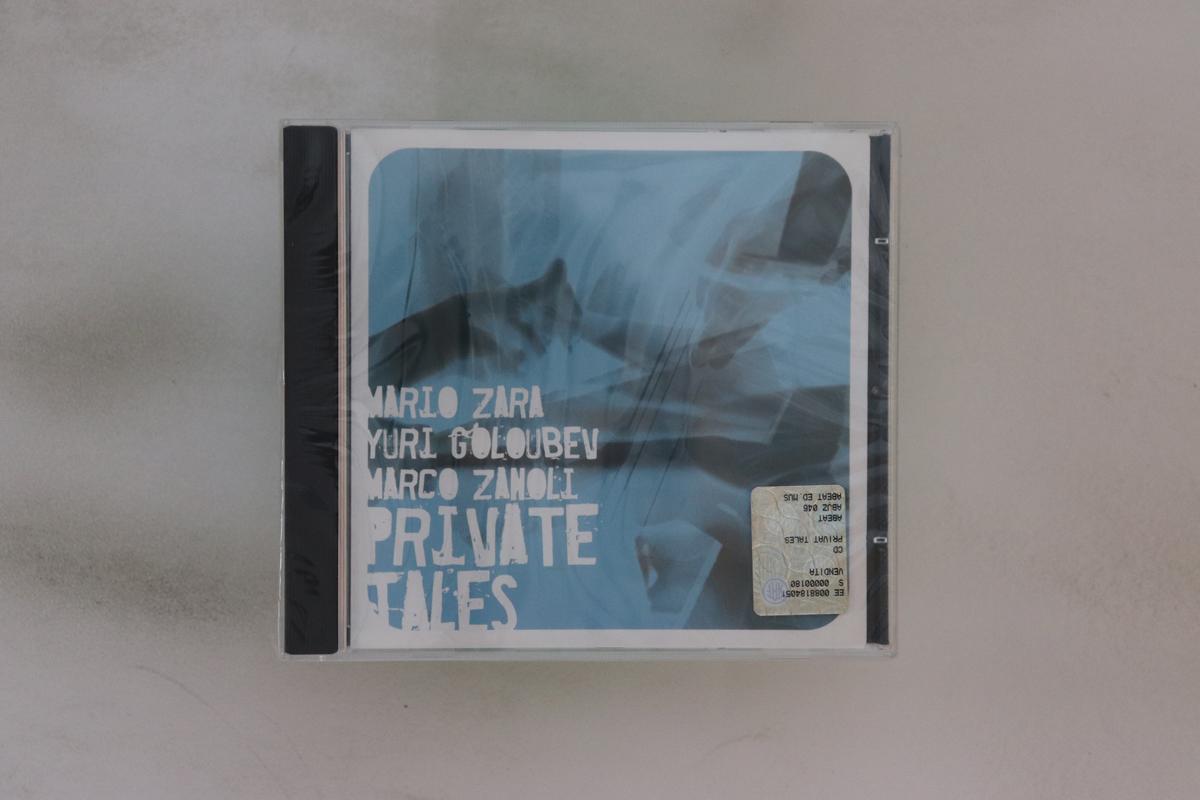 MARIO ZARA
YURI GOLOUBEV
MARCO ZANOLI
PRIVATE
TALES
EE 0088184051
S 00000180
VENDITA
CD
PRIVAT TALES
ABEAT
ABJZ 046
ABEAT ED.MUS